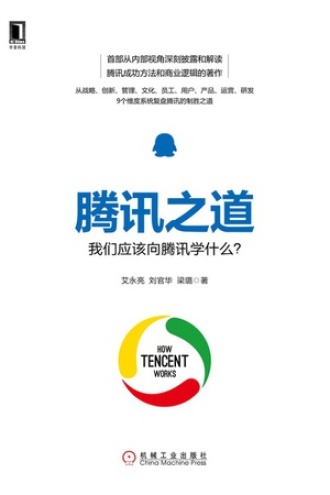 华章科技
首部从内部视角深刻披露和解读
腾讯成功方法和商业逻辑的著作
从战略、创新、管理、文化、员工、用户、产品、运营、研发
9个维度系统复盘腾讯的制胜之道
腾讯之道
我们应该向腾讯学什么?
艾永亮 刘官华 梁璐◎著
HOW
TENCENT
WORKS
机械工业出版社
China Machine Press